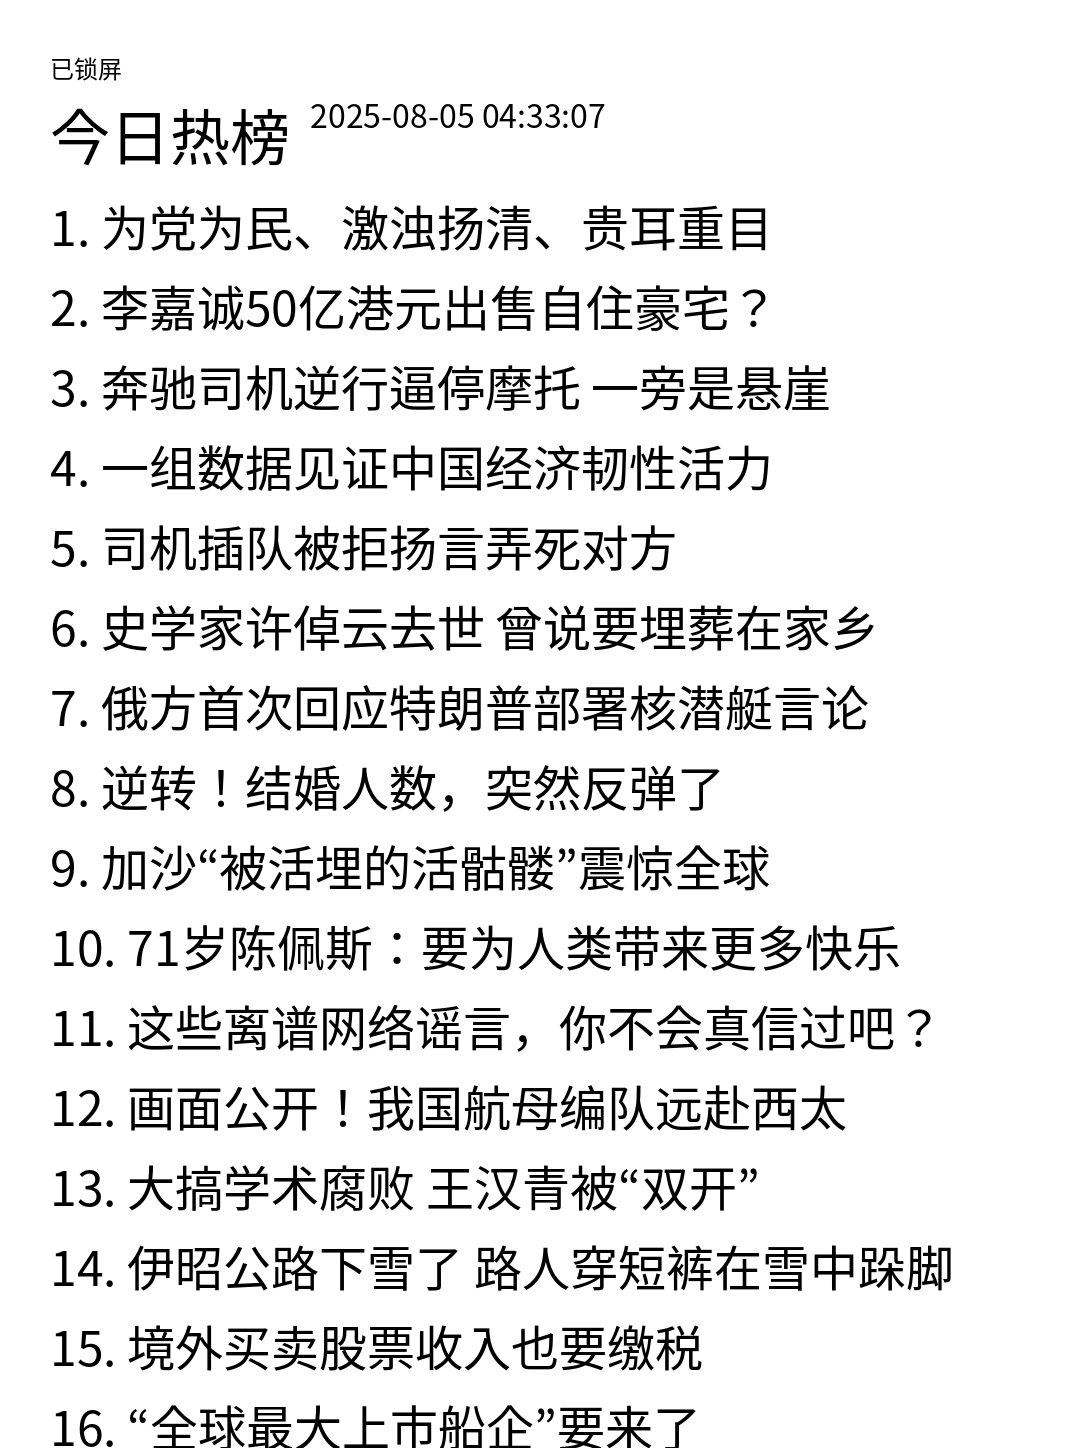 已锁屏
今日热榜 2025-08-05 04:33:07
1. 为党为民、激浊扬清、贵耳重目
2. 李嘉诚50亿港元出售自住豪宅？
3. 奔驰司机逆行逼停摩托 一旁是悬崖
4. 一组数据见证中国经济韧性活力
5. 司机插队被拒扬言弄死对方
6. 史学家许倬云去世 曾说要埋葬在家乡
7. 俄方首次回应特朗普部署核潜艇言论
8. 逆转！结婚人数，突然反弹了
9. 加沙“被活埋的活骷髅”震惊全球
10. 71岁陈佩斯：要为人类带来更多快乐
11. 这些离谱网络谣言，你不会真信过吧？
12. 画面公开！我国航母编队远赴西太
13. 大搞学术腐败 王汉青被“双开”
14. 伊昭公路下雪了 路人穿短裤在雪中跺脚
15. 境外买卖股票收入也要缴税
16. “全球最大上市船企”要来了